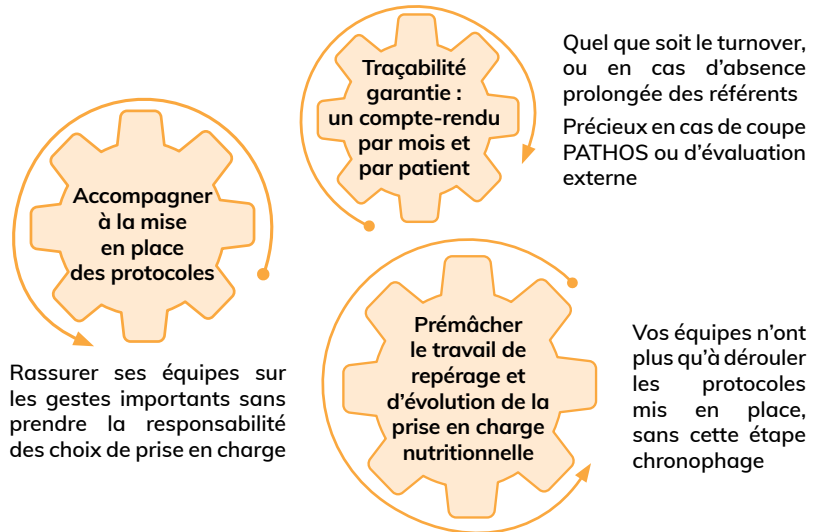 Traçabilité
garantie :
un compte-rendu
par mois et
par patient
Quel que soit le turnover,
ou en cas d’absence
prolongée des référents
Précieux en cas de coupe
PATHOS ou d’évaluation
externe
Accompagner
à la mise
en place
des protocoles
Rassurer ses équipes sur
les gestes importants sans
prendre la responsabilité
des choix de prise en charge
Prémâcher
le travail de
repérage et
d’évolution de la
prise en charge
nutritionnelle
Vos équipes n’ont
plus qu’à dérouler
les protocoles
mis en place,
sans cette étape
chronophage